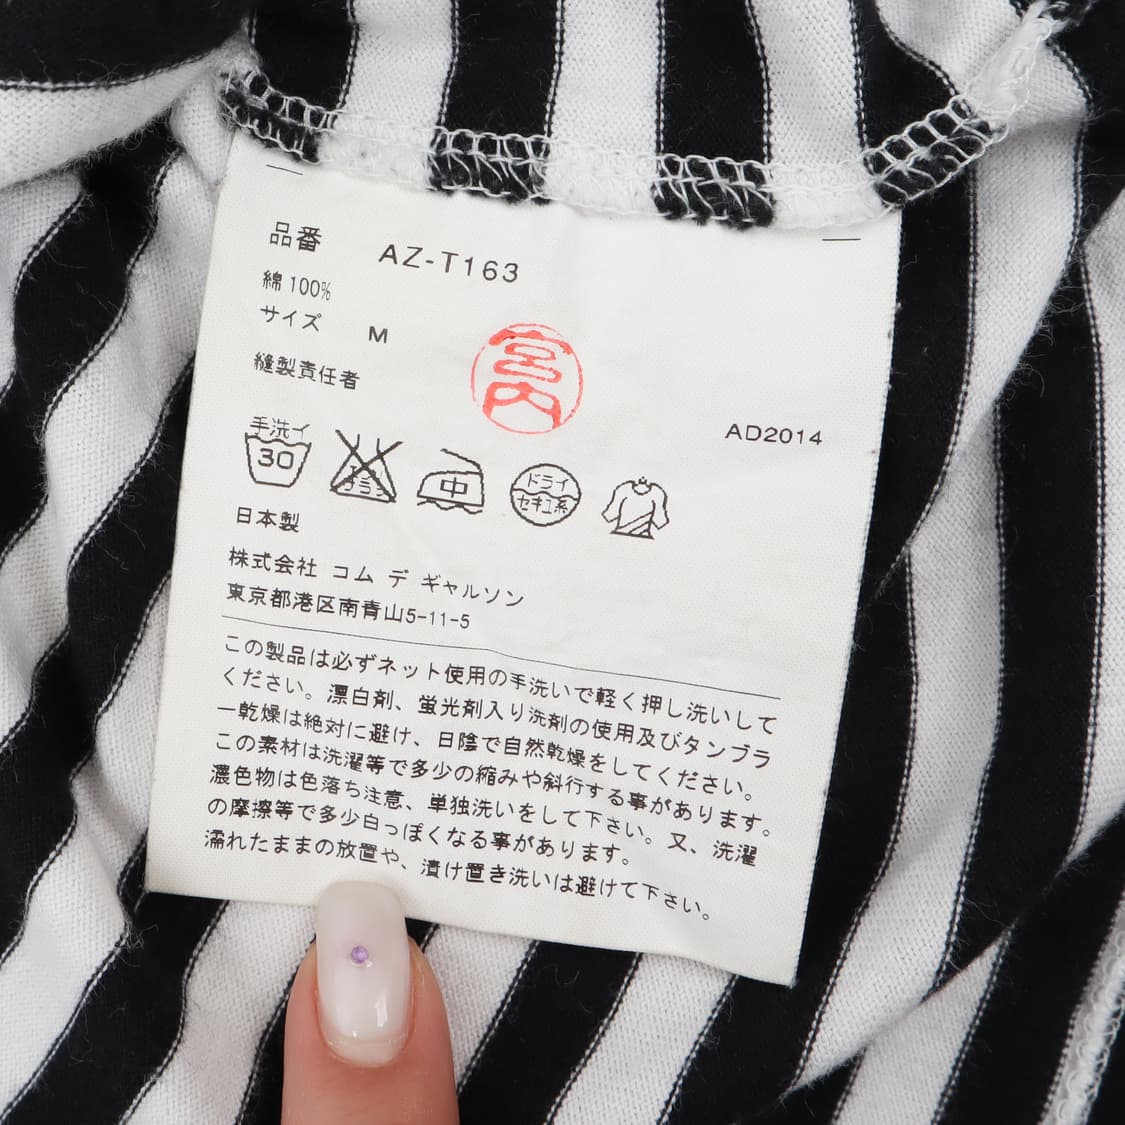 品番 AZ-T163
綿 100%
サイズ M
縫製責任者 宮内
AD2014
手洗イ 30 中 ドライ セキユ系
日本製
株式会社 コム デ ギャルソン
東京都港区南青山5-11-5
この製品は必ずネット使用の手洗いで軽く押し洗いして
ください。漂白剤、蛍光剤入り洗剤の使用及びタンブラ
ー乾燥は絶対に避け、日陰で自然乾燥をしてください。
この素材は洗濯等で多少の縮みや斜行する事があります。
濃色物は色落ち注意、単独洗いをして下さい。又、洗濯
の摩擦等で多少白っぽくなる事があります。
濡れたままの放置や、漬け置き洗いは避けて下さい。